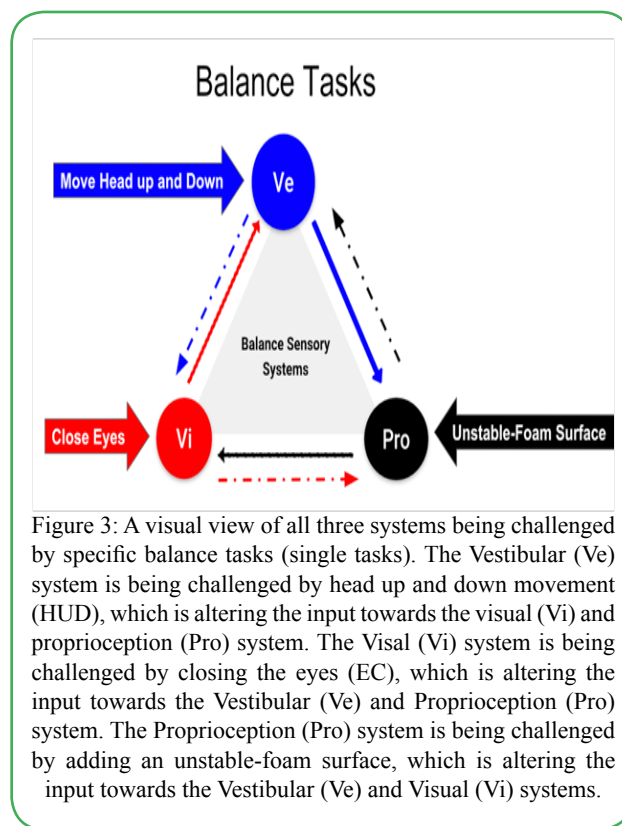 Balance Tasks
Move Head up and Down
Ve
Balance Sensory
Systems
Close Eyes
Vi
Pro
Unstable-Foam Surface
Figure 3: A visual view of all three systems being challenged
by specific balance tasks (single tasks). The Vestibular (Ve)
system is being challenged by head up and down movement
(HUD), which is altering the input towards the visual (Vi) and
proprioception (Pro) system. The Visal (Vi) system is being
challenged by closing the eyes (EC), which is altering the
input towards the Vestibular (Ve) and Proprioception (Pro)
system. The Proprioception (Pro) system is being challenged
by adding an unstable-foam surface, which is altering the
input towards the Vestibular (Ve) and Visual (Vi) systems.